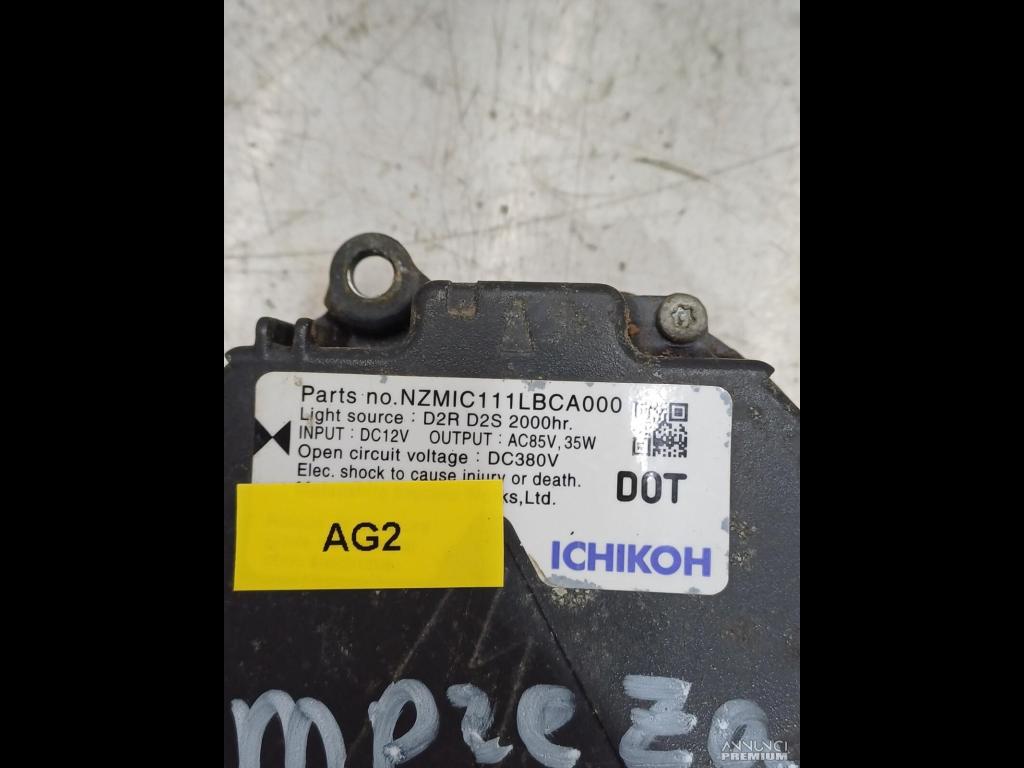 Parts no.NZMIC111LBCA000
Light source : D2R D2S 2000hr.
INPUT : DC12V OUTPUT : AC85V, 35W
Open circuit voltage : DC380V
Elec. shock to cause injury or death.
ks,Ltd.
DOT
AG2
ICHIKOH
mpreza
ANNUNCI
PREMIUM